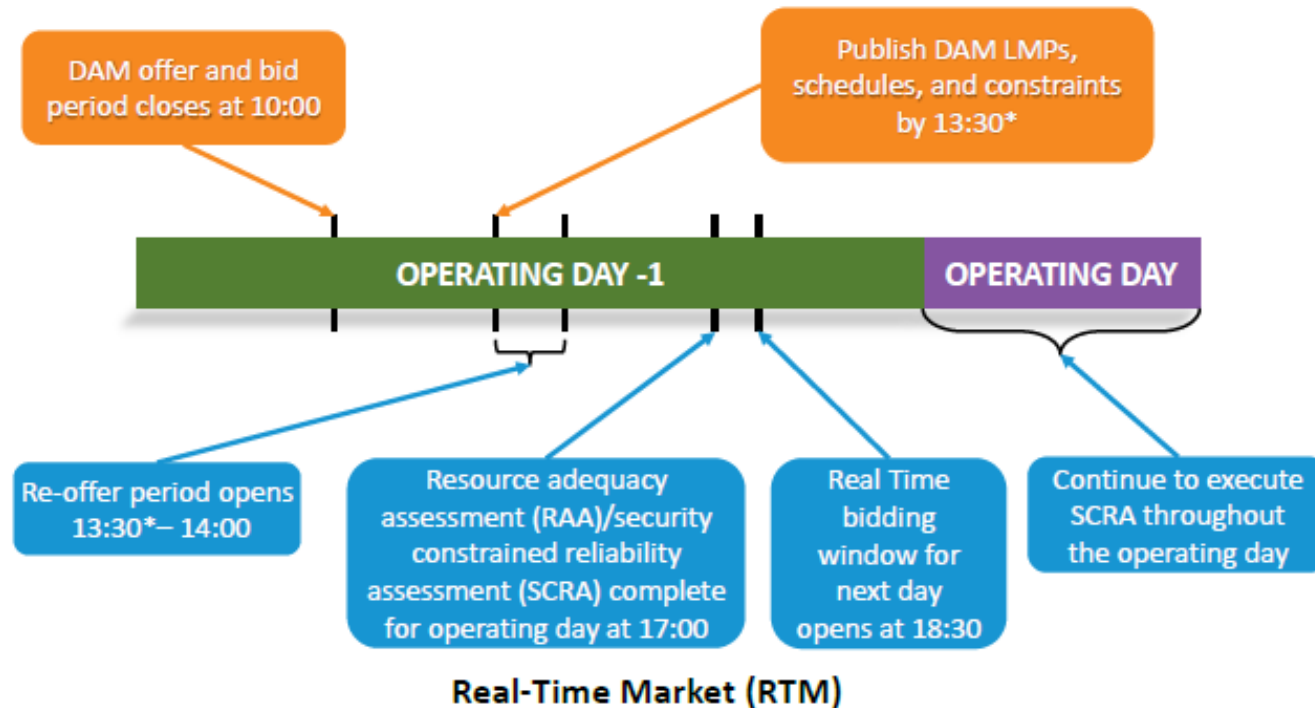 DAM offer and bid
period closes at 10:00
Publish DAM LMPs,
schedules, and constraints
by 13:30*
OPERATING DAY -1
OPERATING DAY
Re-offer period opens
13:30*– 14:00
Resource adequacy
assessment (RAA)/security
constrained reliability
assessment (SCRA) complete
for operating day at 17:00
Real Time
bidding
window for
next day
opens at 18:30
Continue to execute
SCRA throughout
the operating day
Real-Time Market (RTM)